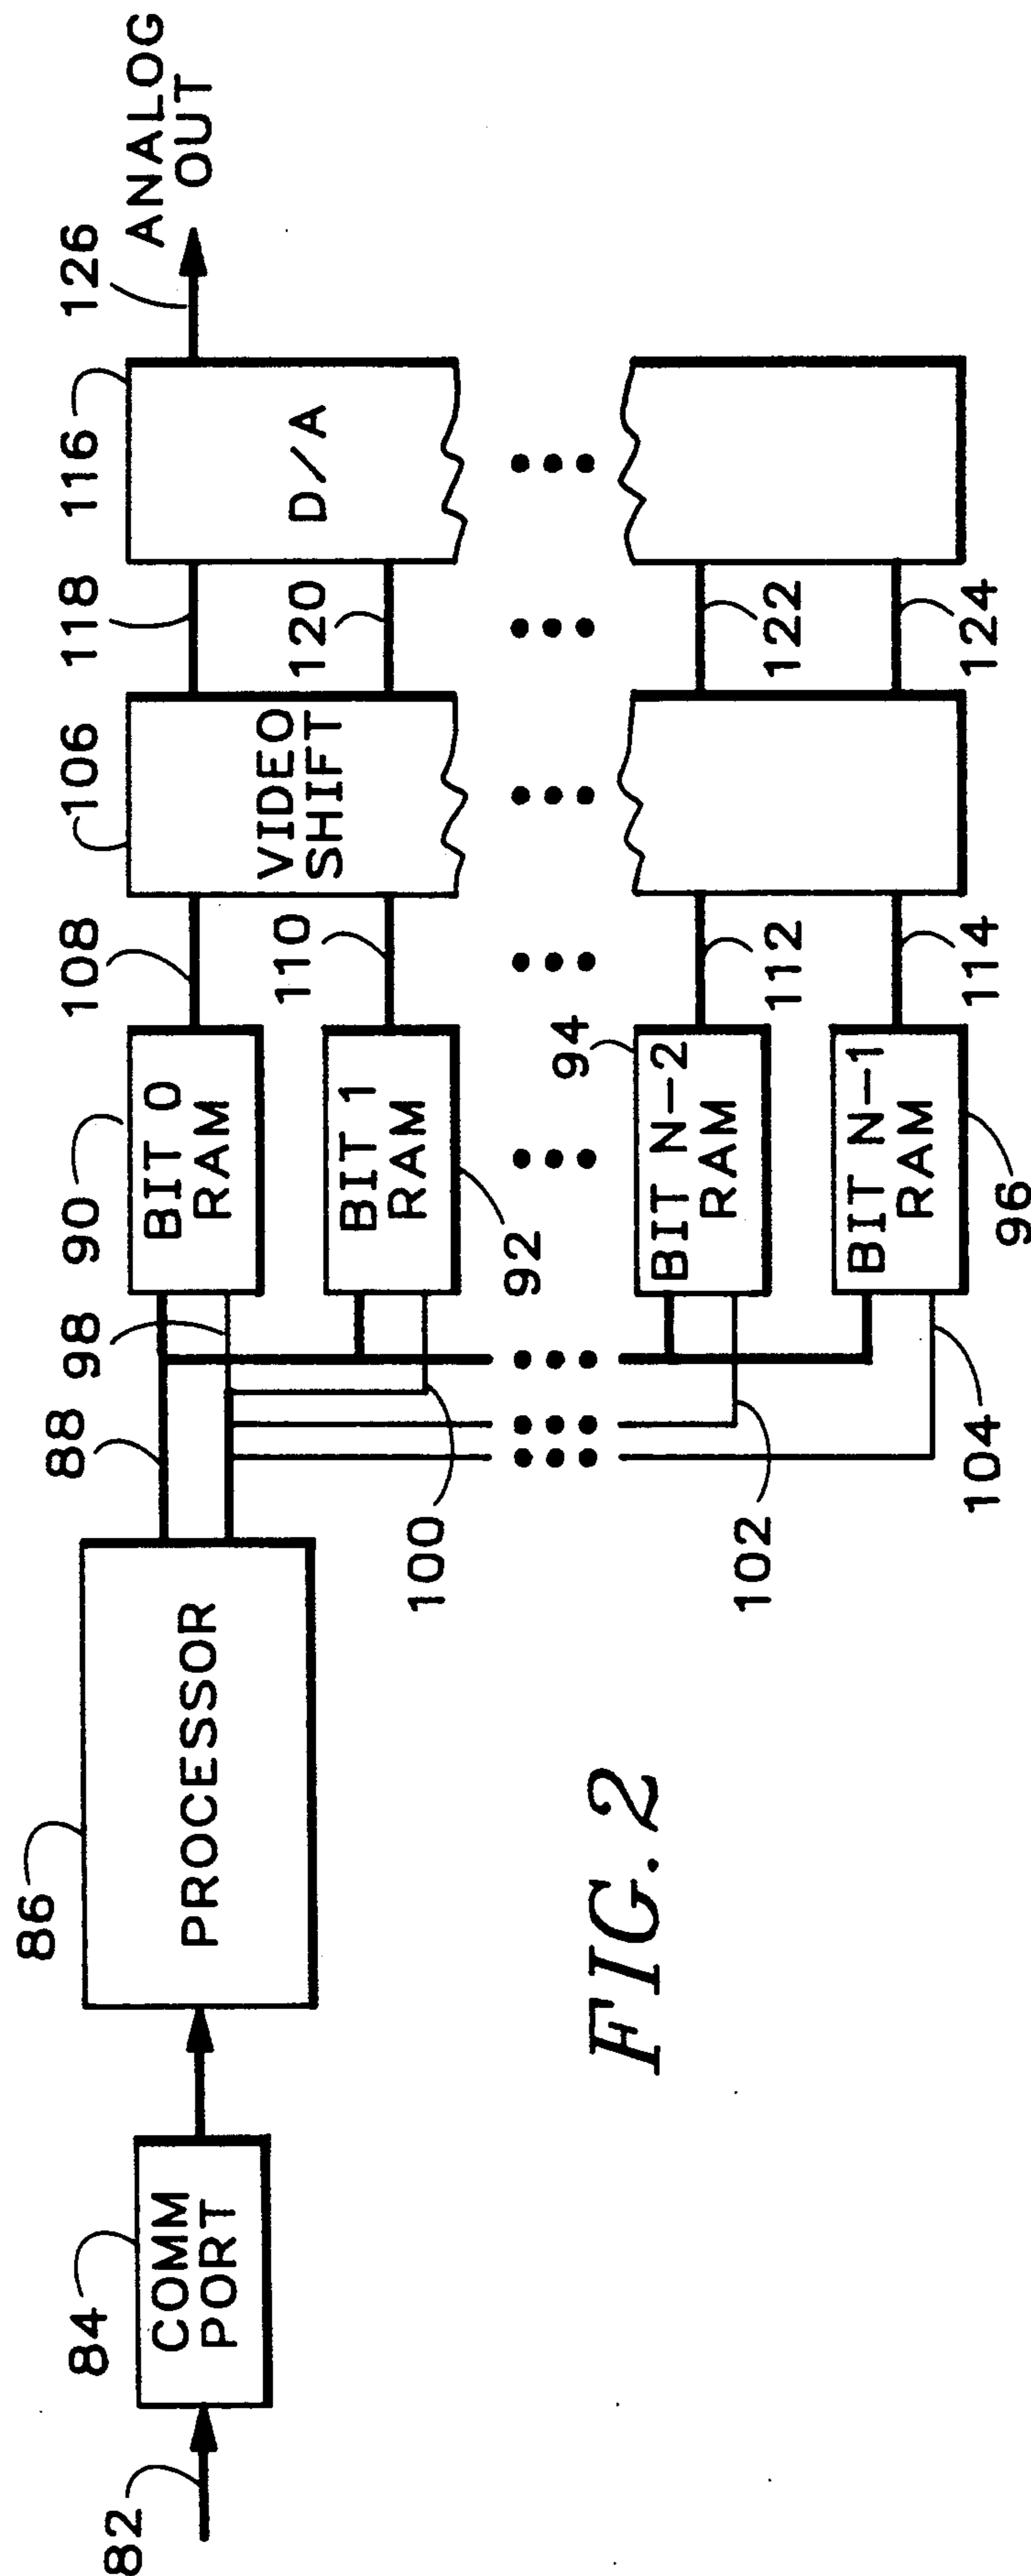 82
84
COMM
PORT
86
PROCESSOR
88
98
90
BIT 0
RAM
108
106
VIDEO
SHIFT
118
116
D/A
126
ANALOG
OUT
100
92
BIT 1
RAM
110
120
102
94
BIT N-2
RAM
112
122
104
96
BIT N-1
RAM
114
124
FIG. 2